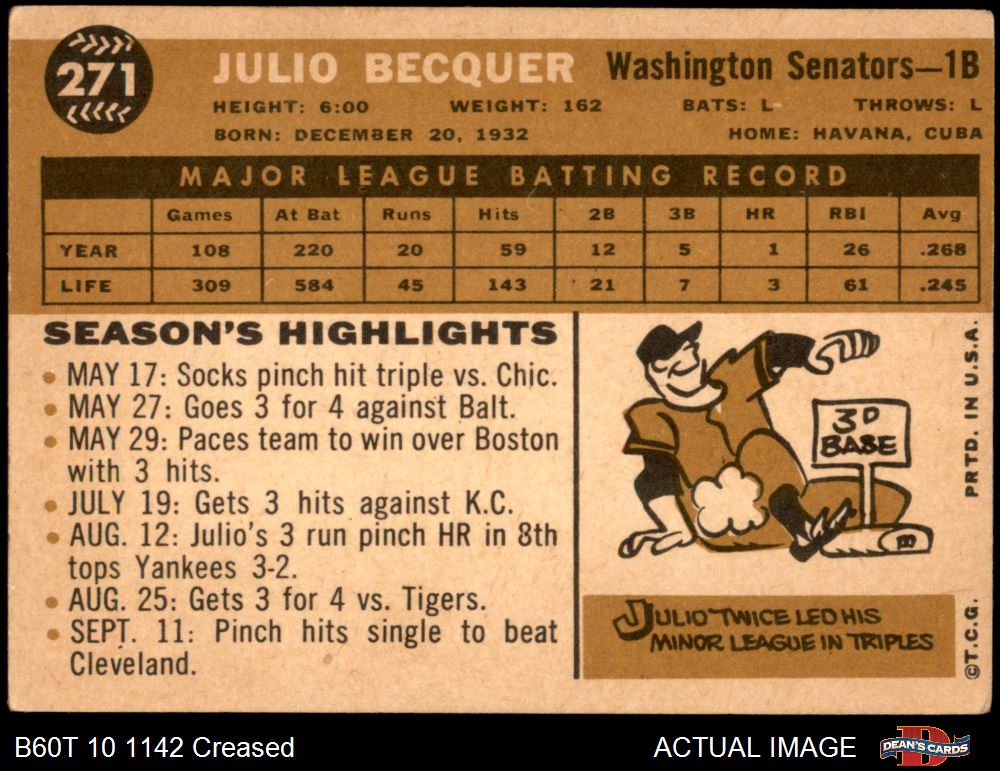 271
JULIO BECQUER Washington Senators—1B
HEIGHT: 6:00 WEIGHT: 162 BATS: L THROWS: L
BORN: DECEMBER 20, 1932 HOME: HAVANA, CUBA
MAJOR LEAGUE BATTING RECORD
Games At Bat Runs Hits 2B 3B HR RBI Avg
YEAR 108 220 20 59 12 5 1 26 .268
LIFE 309 584 45 143 21 7 3 61 .245
SEASON'S HIGHLIGHTS
• MAY 17: Socks pinch hit triple vs. Chic.
• MAY 27: Goes 3 for 4 against Balt.
• MAY 29: Paces team to win over Boston
with 3 hits.
• JULY 19: Gets 3 hits against K.C.
• AUG. 12: Julio's 3 run pinch HR in 8th
tops Yankees 3-2.
• AUG. 25: Gets 3 for 4 vs. Tigers.
• SEPT. 11: Pinch hits single to beat
Cleveland.
3D
BASE
JULIO TWICE LED HIS
MINOR LEAGUE IN TRIPLES
PRTD. IN U.S.A.
©T.C.G.
B60T 10 1142 Creased
ACTUAL IMAGE
D
DEAN'S CARDS